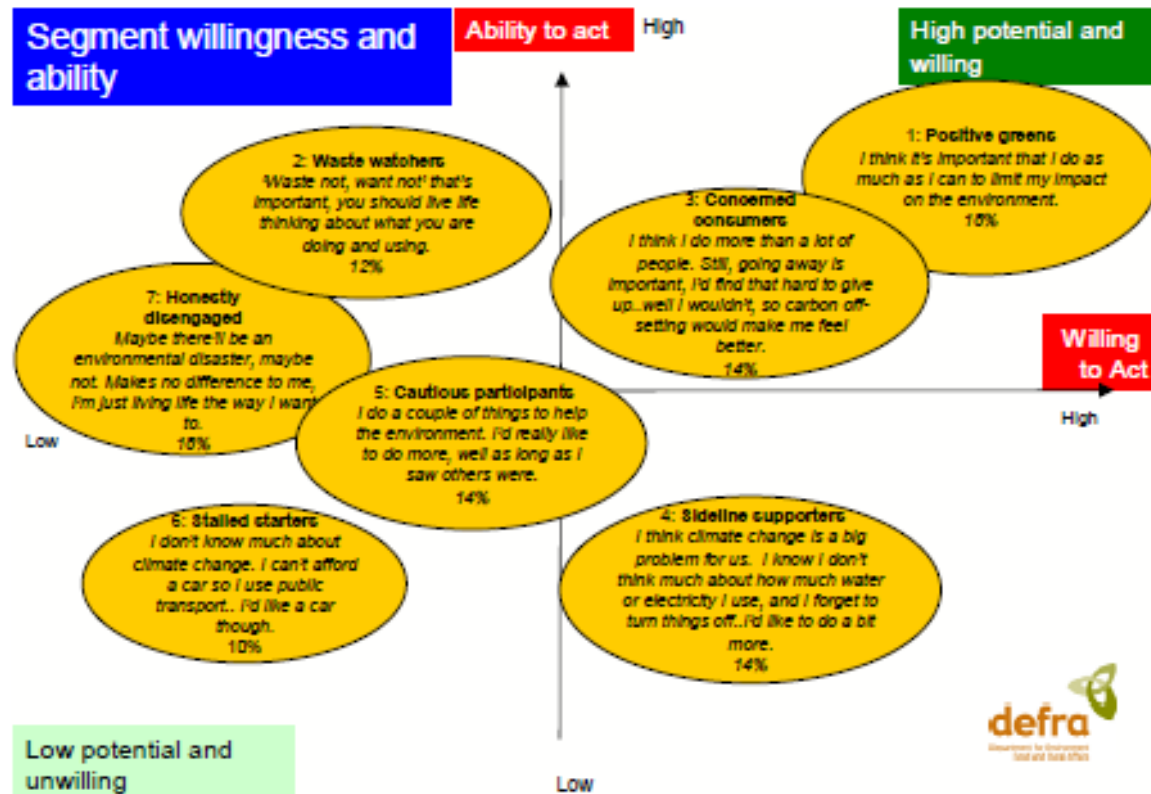 Segment willingness and
ability
Ability to act
High
High potential and
willing
1: Positive greens
I think it's important that I do as
much as I can to limit my impact
on the environment.
18%
2: Waste watchers
'Waste not, want not' that's
important, you should live life
thinking about what you are
doing and using.
12%
3: Concerned
consumers
I think I do more than a lot of
people. Still, going away is
important, I'd find that hard to give
up..well I wouldn't, so carbon off-
setting would make me feel
better.
14%
7: Honestly
disengaged
Maybe there'll be an
environmental disaster, maybe
not. Makes no difference to me,
I'm just living life the way I want
to.
18%
Willing
to Act
High
Low
5: Cautious participants
I do a couple of things to help
the environment. I'd really like
to do more, well as long as I
saw others were.
14%
6: Stalled starters
I don't know much about
climate change. I can't afford
a car so I use public
transport.. I'd like a car
though.
10%
4: Sideline supporters
I think climate change is a big
problem for us. I know I don't
think much about how much water
or electricity I use, and I forget to
turn things off..I'd like to do a bit
more.
14%
defra
Department for Environment
Food and Rural Affairs
Low potential and
unwilling
Low